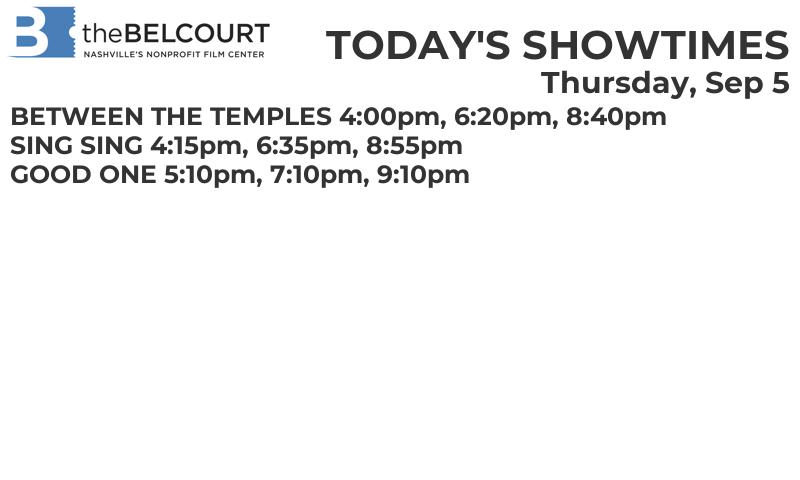 B theBELCOURT
NASHVILLE'S NONPROFIT FILM CENTER
TODAY'S SHOWTIMES
Thursday, Sep 5
BETWEEN THE TEMPLES 4:00pm, 6:20pm, 8:40pm
SING SING 4:15pm, 6:35pm, 8:55pm
GOOD ONE 5:10pm, 7:10pm, 9:10pm